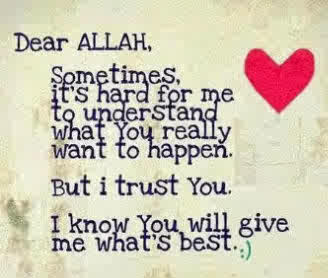 Dear ALLAH,
Sometimes,
it's hard for me
to understand
what You really
want to happen.
But i trust You.
I know You will give
me what's best. :)